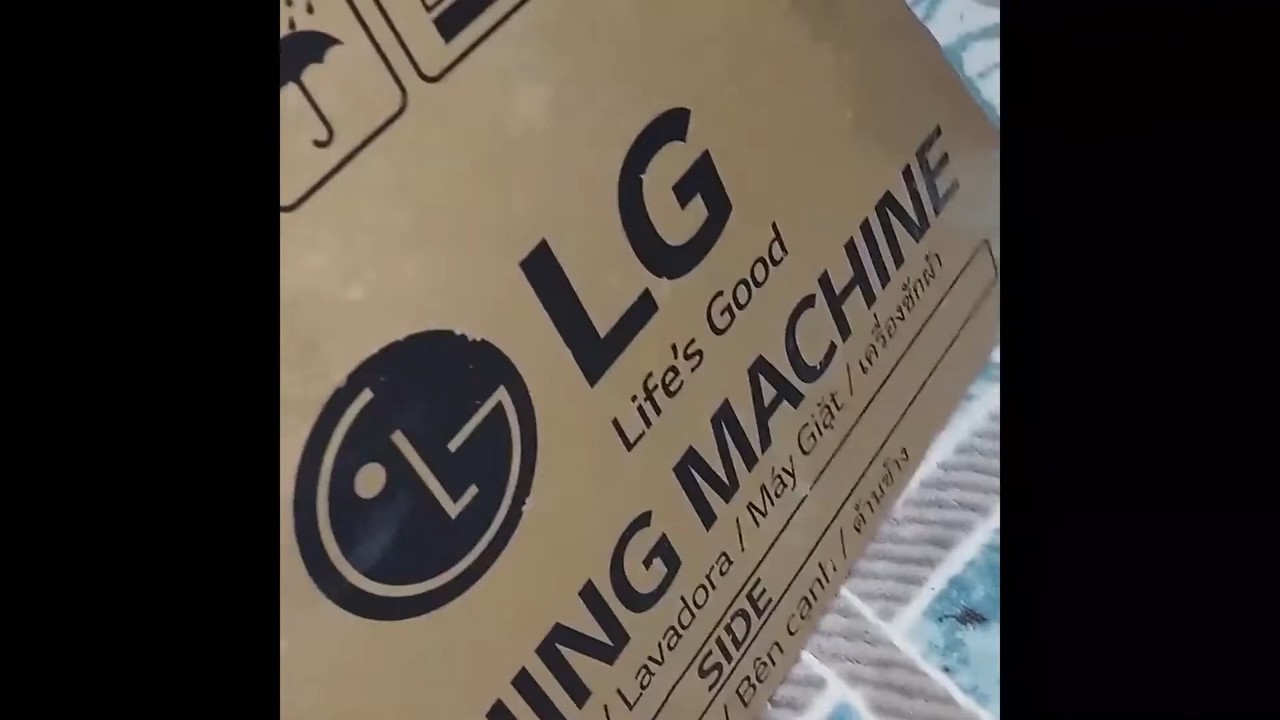 LG
Life's Good
HING MACHINE
/ Lavadora / Máy Giặt / เครื่องซักผ้า
SIDE
/ Bên cạnh / ด้านข้าง